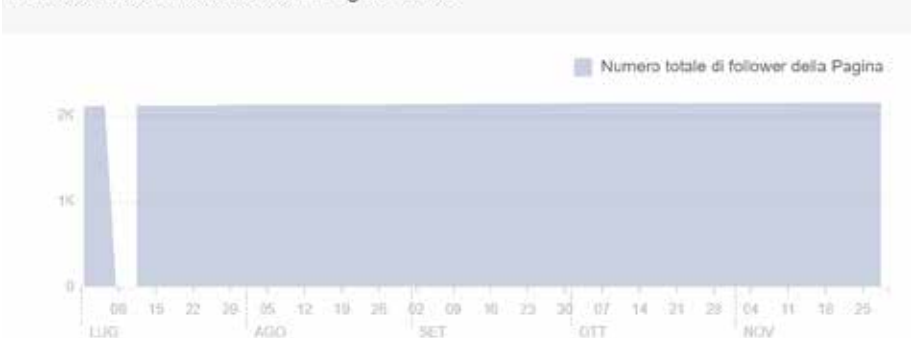 Numero totale di follower della Pagina
2K
1K
0
08 15 22 29 05 12 19 26 02 09 16 23 30 07 14 21 28 04 11 18 25
LUG AGO SET OTT NOV